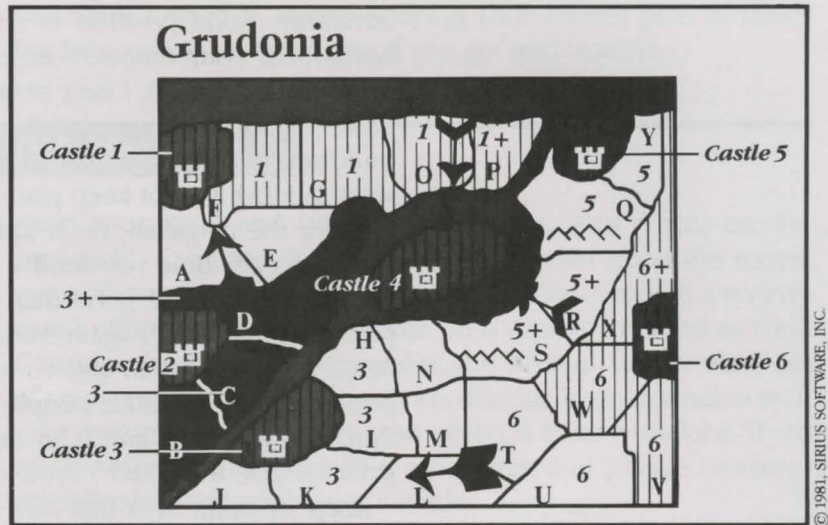 Grudonia
Castle 1
1
1
1
1+
Y
Castle 5
F
G
O
P
5
5
Q
A
E
3+
Castle 4
6+
5+
D
H
5+
R
X
Castle 2
S
Castle 6
3
N
3
C
3
6
6
W
B
I
M
Castle 3
T
3
6
6
J
K
L
U
V
© 1981, SIRIUS SOFTWARE, INC.